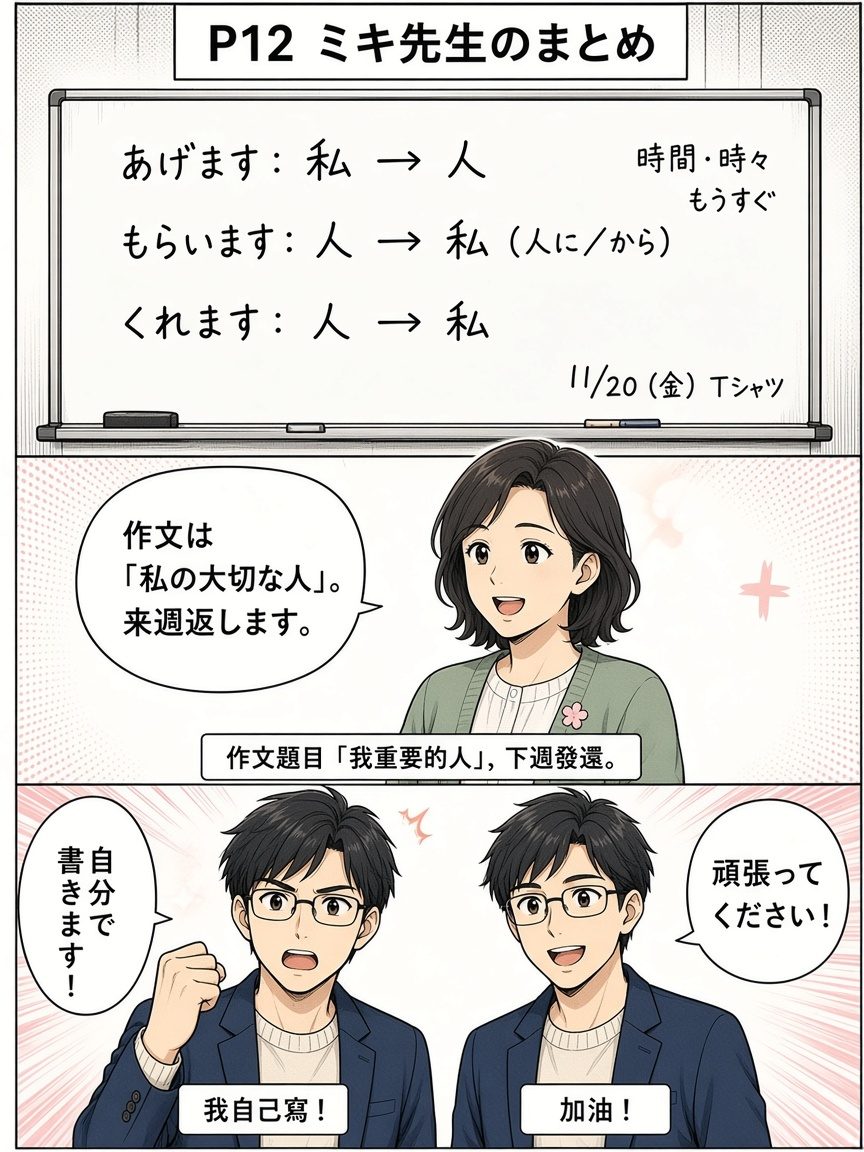 P12 ミキ先生のまとめ
あげます： 私 → 人
時間・時々
もうすぐ
もらいます： 人 → 私 （人に／から）
くれます： 人 → 私
11/20（金）Tシャツ
作文は
「私の大切な人」。
来週返します。
作文題目「我重要的人」，下週發還。
自分で
書きます！
我自己寫！
頑張って
ください！
加油！